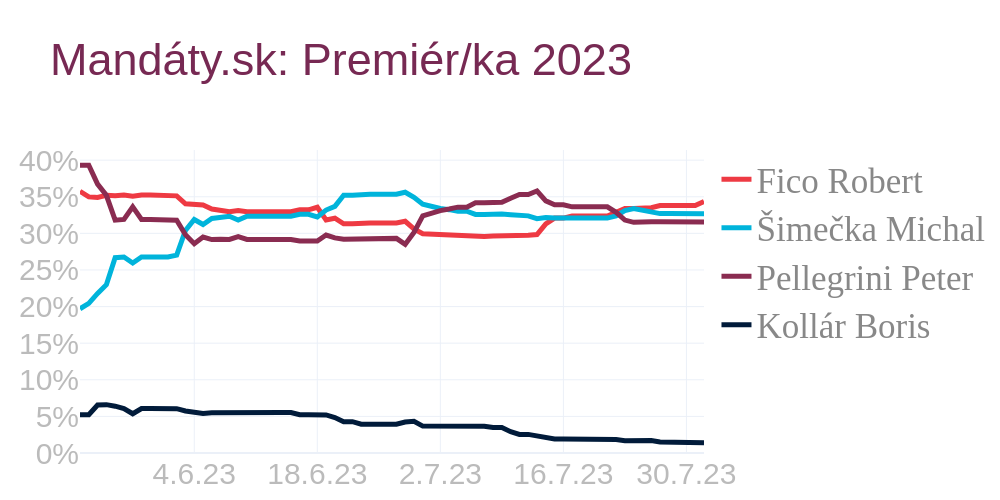 Mandáty.sk: Premiér/ka 2023
40%
35%
30%
25%
20%
15%
10%
5%
0%
4.6.23 18.6.23 2.7.23 16.7.23 30.7.23
Fico Robert
Šimečka Michal
Pellegrini Peter
Kollár Boris